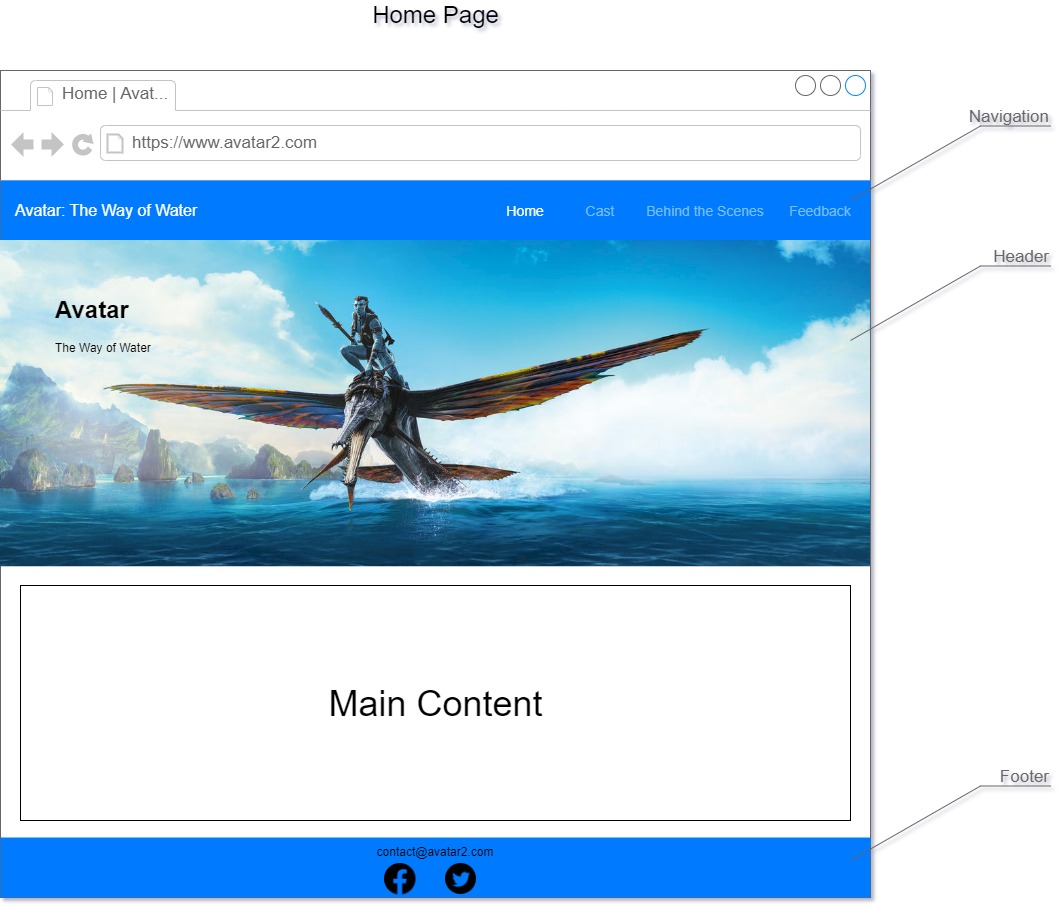 Home Page
Home | Avat...
https://www.avatar2.com
Navigation
Avatar: The Way of Water
Home Cast Behind the Scenes Feedback
Header
Avatar
The Way of Water
Main Content
Footer
contact@avatar2.com